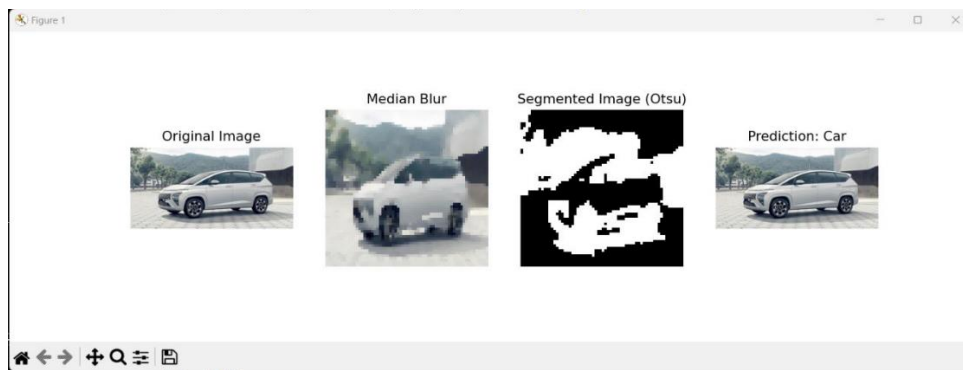 Figure 1
Original Image
Median Blur
Segmented Image (Otsu)
Prediction: Car